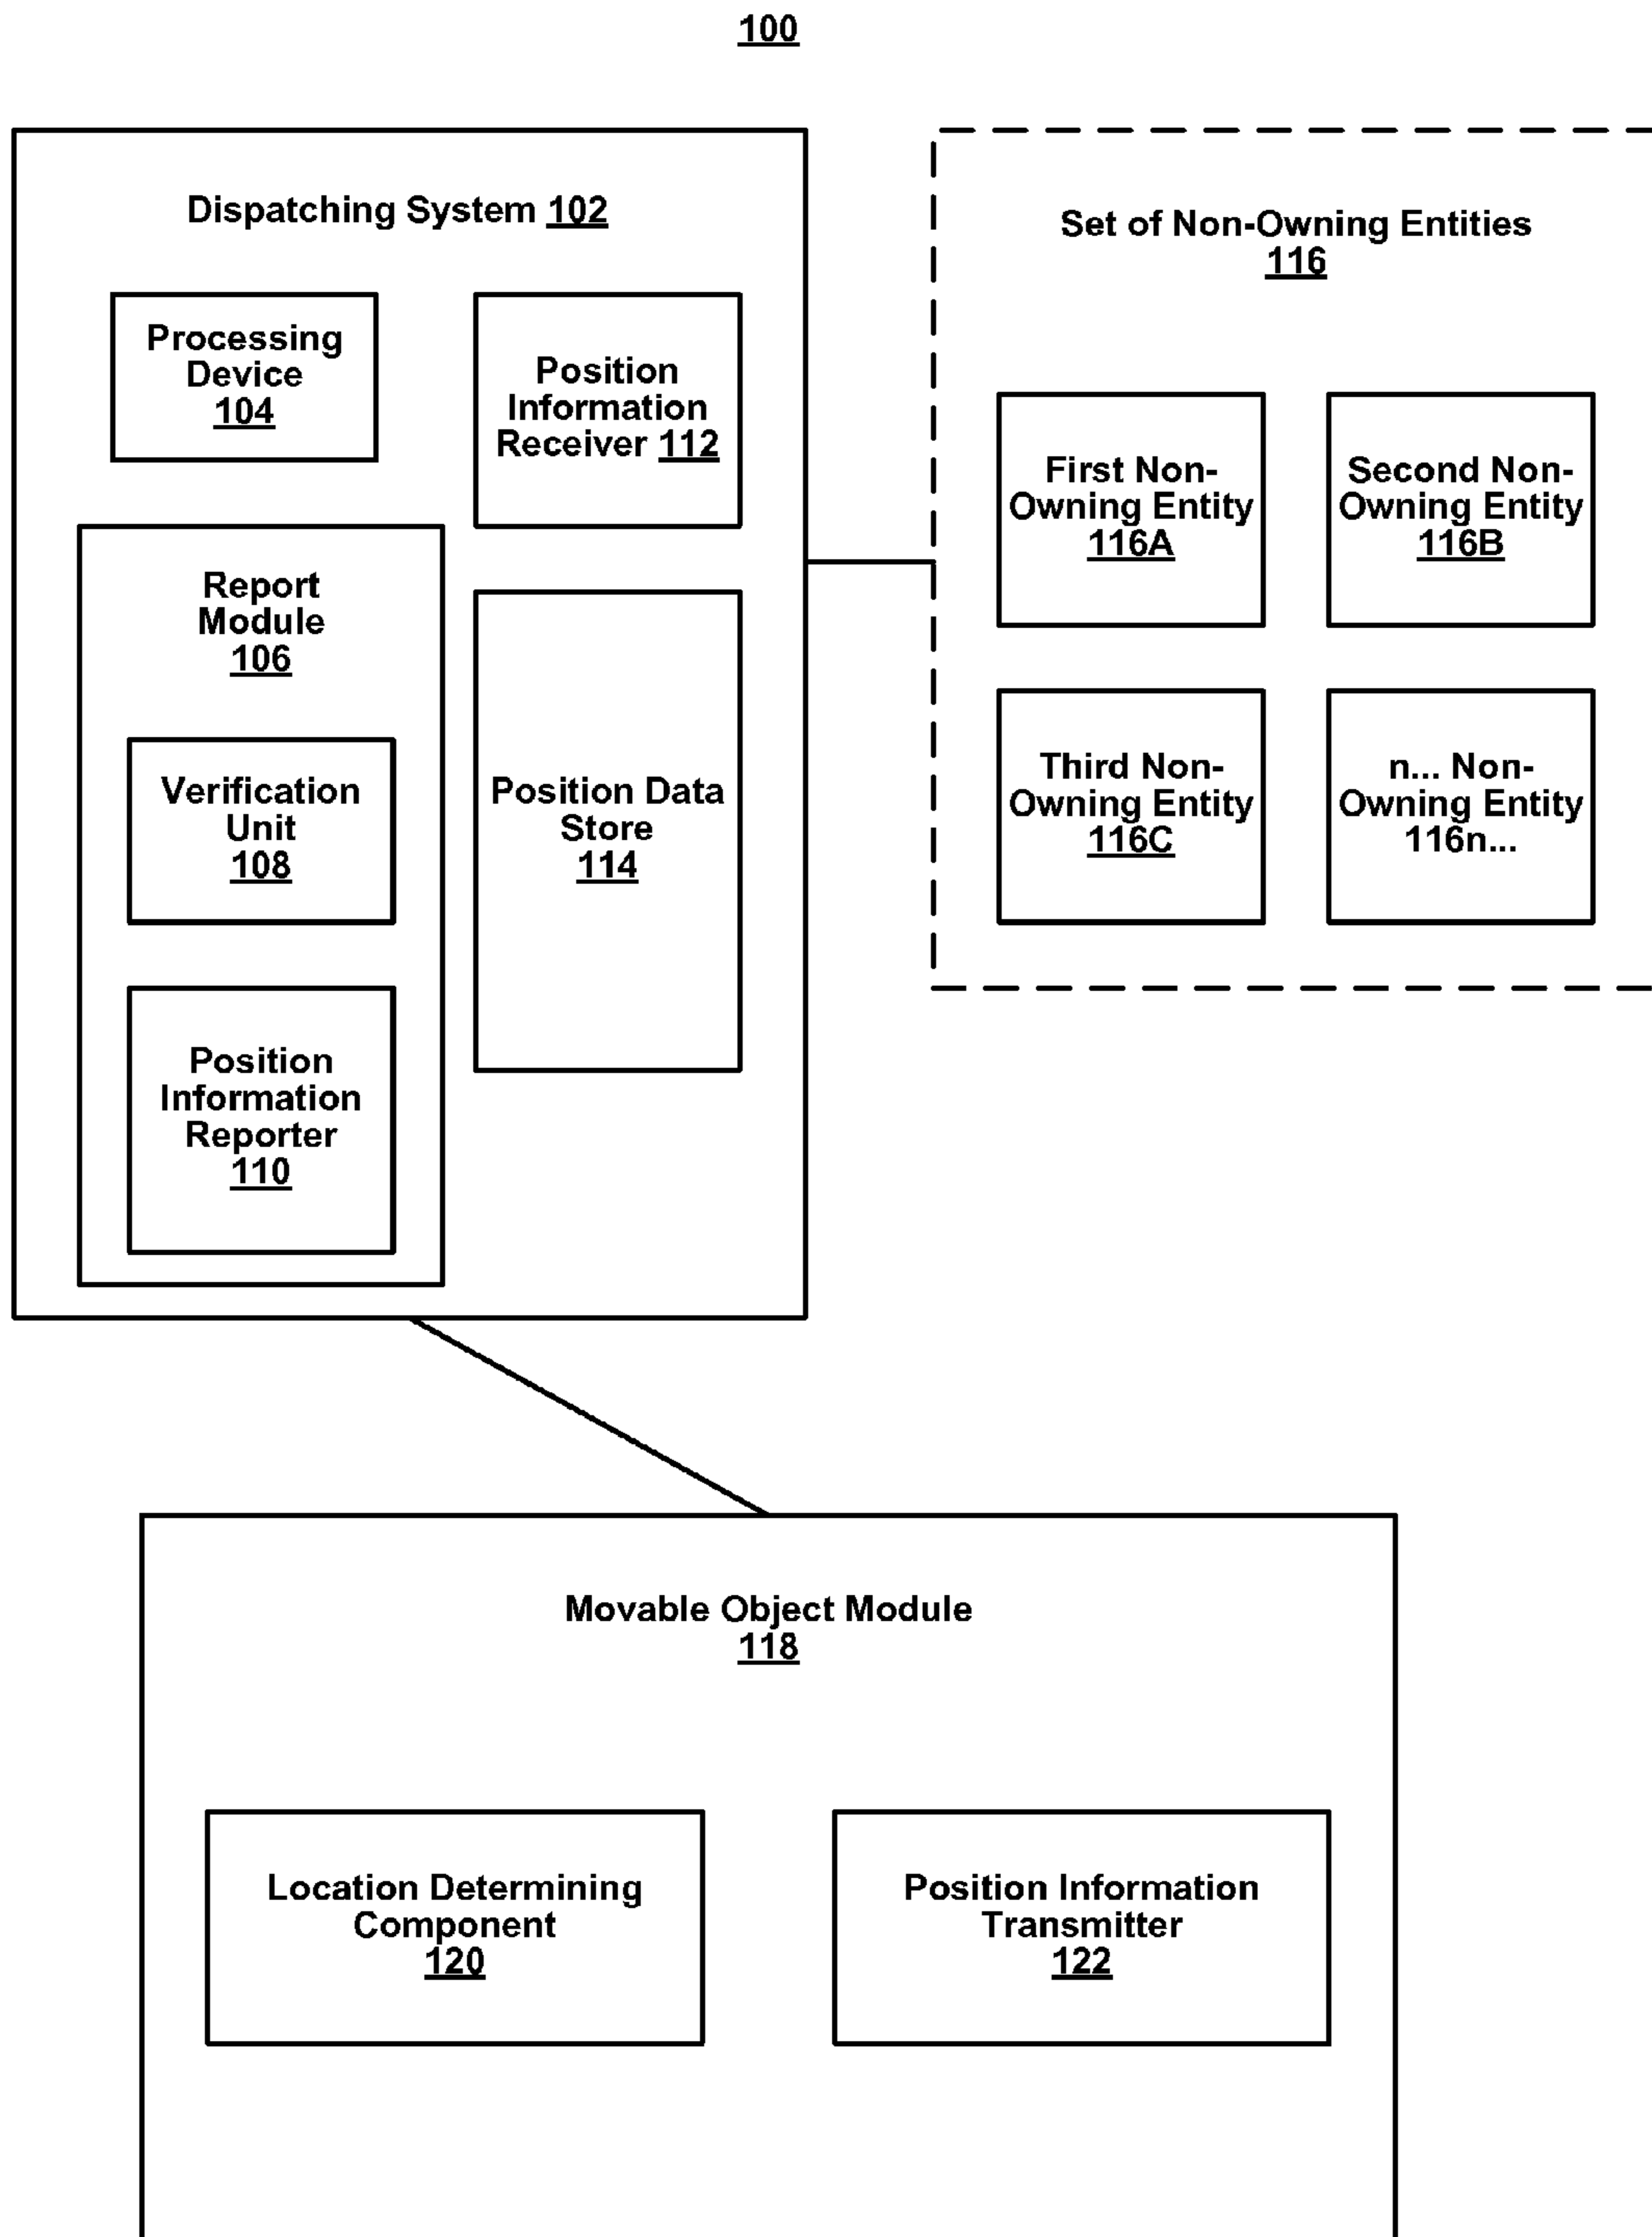 100
Dispatching System 102
Processing
Device
104
Position
Information
Receiver 112
Report
Module
106
Verification
Unit
108
Position
Information
Reporter
110
Position Data
Store
114
Set of Non-Owning Entities
116
First Non-
Owning Entity
116A
Second Non-
Owning Entity
116B
Third Non-
Owning Entity
116C
n... Non-
Owning Entity
116n...
Movable Object Module
118
Location Determining
Component
120
Position Information
Transmitter
122